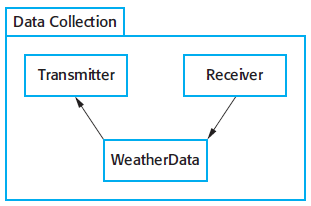 Data Collection
Transmitter
Receiver
WeatherData